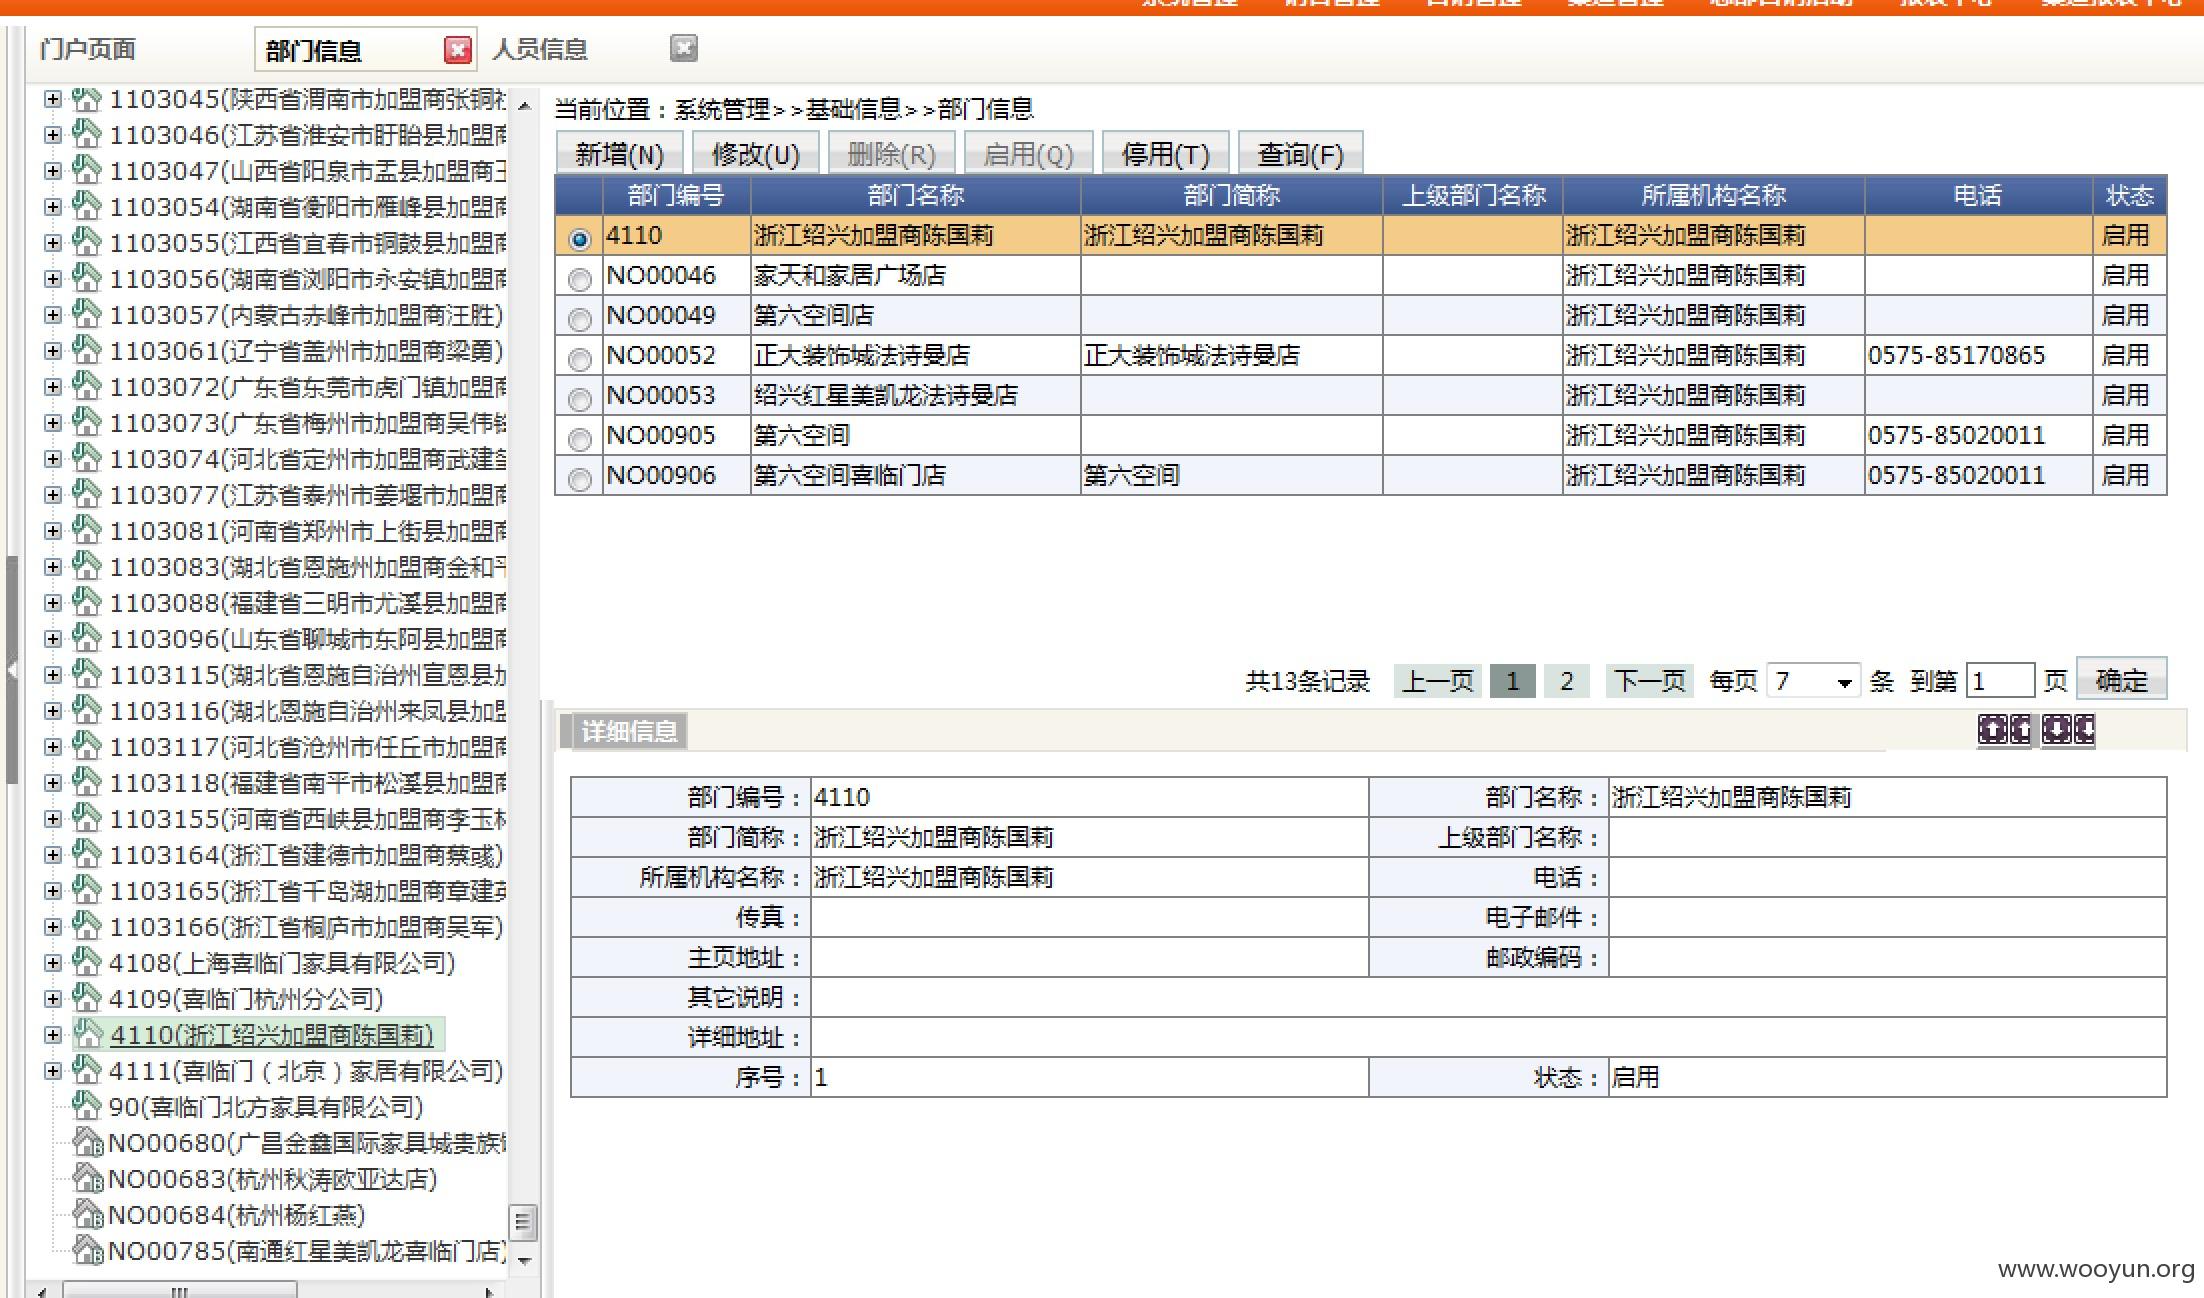 门户页面
部门信息
人员信息
1103045(陕西省渭南市加盟商张铜社
1103046(江苏省淮安市盱眙县加盟商
1103047(山西省阳泉市盂县加盟商王
1103054(湖南省衡阳市雁峰县加盟商
1103055(江西省宜春市铜鼓县加盟商
1103056(湖南省浏阳市永安镇加盟商
1103057(内蒙古赤峰市加盟商汪胜)
1103061(辽宁省盖州市加盟商梁勇)
1103072(广东省东莞市虎门镇加盟商
1103073(广东省梅州市加盟商吴伟
1103074(河北省定州市加盟商武建
1103077(江苏省泰州市姜堰市加盟商
1103081(河南省郑州市上街县加盟商
1103083(湖北省恩施州加盟商金和平
1103088(福建省三明市尤溪县加盟商
1103096(山东省聊城市东阿县加盟商
1103115(湖北省恩施自治州宣恩县加
1103116(湖北恩施自治州来凤县加盟
1103117(河北省沧州市任丘市加盟商
1103118(福建省南平市松溪县加盟商
1103155(河南省西峡县加盟商李玉林
1103164(浙江省建德市加盟商蔡彧)
1103165(浙江省千岛湖加盟商章建英
1103166(浙江省桐庐市加盟商吴军)
4108(上海喜临门家具有限公司)
4109(喜临门杭州分公司)
4110(浙江绍兴加盟商陈国莉)
4111(喜临门（北京）家居有限公司)
90(喜临门北方家具有限公司)
NO00680(广昌金鑫国际家具城贵族
NO00683(杭州秋涛欧亚达店)
NO00684(杭州杨红燕)
NO00785(南通红星美凯龙喜临门店)
当前位置：系统管理>>基础信息>>部门信息
新增(N) 修改(U) 删除(R) 启用(Q) 停用(T) 查询(F)
部门编号 部门名称 部门简称 上级部门名称 所属机构名称 电话 状态
4110 浙江绍兴加盟商陈国莉 浙江绍兴加盟商陈国莉 浙江绍兴加盟商陈国莉 启用
NO00046 家天和家居广场店 浙江绍兴加盟商陈国莉 启用
NO00049 第六空间店 浙江绍兴加盟商陈国莉 启用
NO00052 正大装饰城法诗曼店 正大装饰城法诗曼店 浙江绍兴加盟商陈国莉 0575-85170865 启用
NO00053 绍兴红星美凯龙法诗曼店 浙江绍兴加盟商陈国莉 启用
NO00905 第六空间 浙江绍兴加盟商陈国莉 0575-85020011 启用
NO00906 第六空间喜临门店 第六空间 浙江绍兴加盟商陈国莉 0575-85020011 启用
共13条记录 上一页 1 2 下一页 每页 7 条 到第 1 页 确定
详细信息
部门编号： 4110 部门名称： 浙江绍兴加盟商陈国莉
部门简称： 浙江绍兴加盟商陈国莉 上级部门名称：
所属机构名称： 浙江绍兴加盟商陈国莉 电话：
传真： 电子邮件：
主页地址： 邮政编码：
其它说明：
详细地址：
序号： 1 状态： 启用
www.wooyun.org